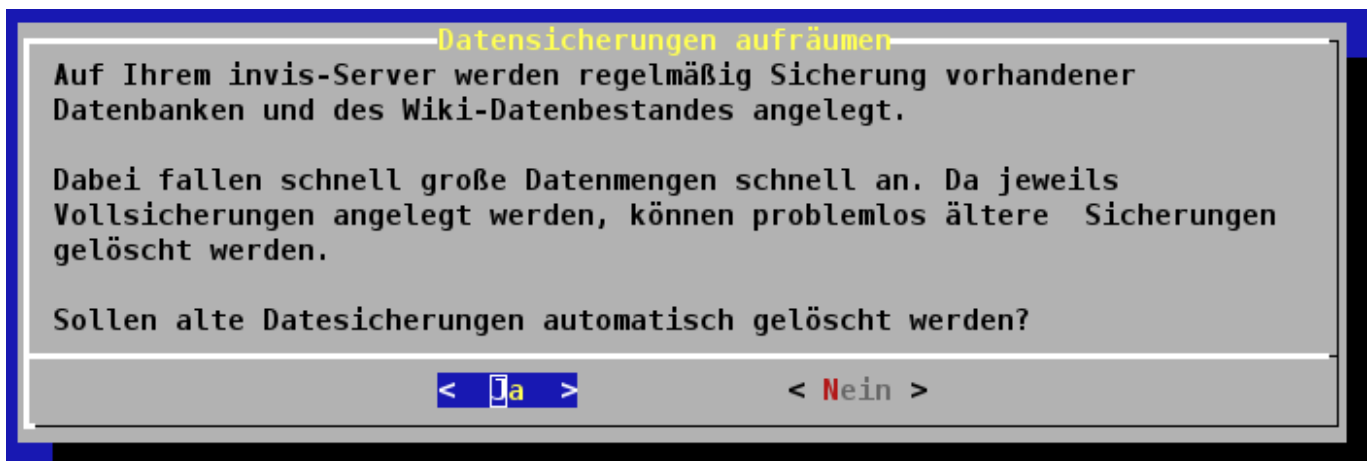 Datensicherungen aufräumen
Auf Ihrem invis-Server werden regelmäßig Sicherung vorhandener
Datenbanken und des Wiki-Datenbestandes angelegt.
Dabei fallen schnell große Datenmengen schnell an. Da jeweils
Vollsicherungen angelegt werden, können problemlos ältere  Sicherungen
gelöscht werden.
Sollen alte Datesicherungen automatisch gelöscht werden?
<  Ja  > < Nein >